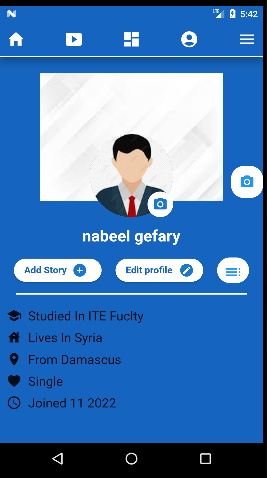 LTE 5:42
nabeel gefary
Add Story
Edit profile
Studied In ITE Fuclty
Lives In Syria
From Damascus
Single
Joined 11 2022